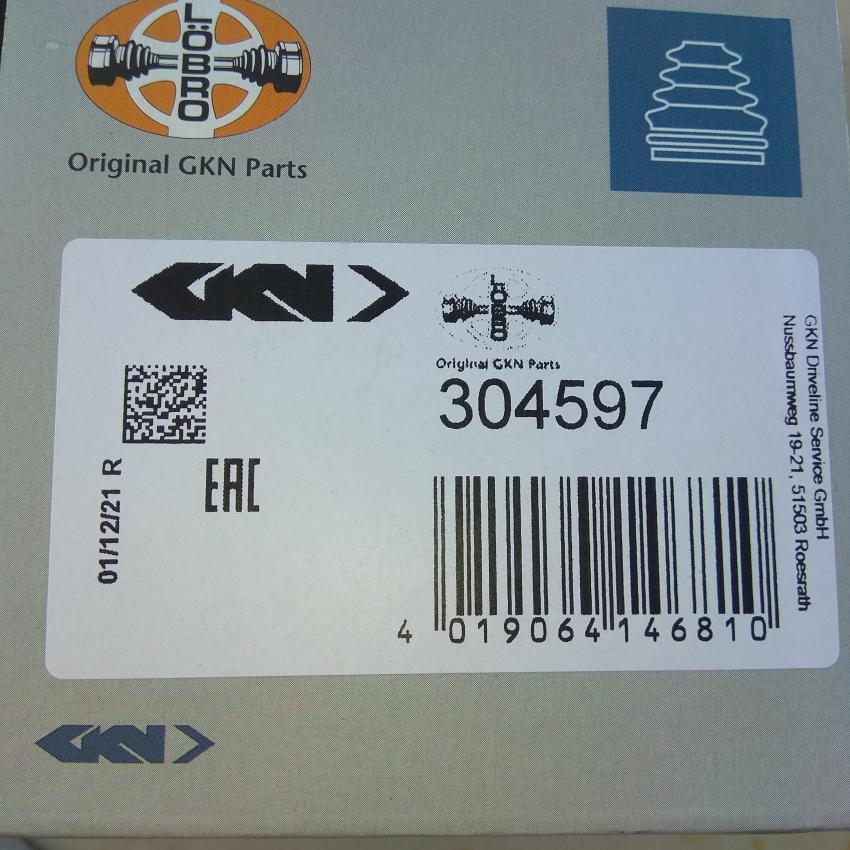 LÖBRO
Original GKN Parts
GKN
LÖBRO
Original GKN Parts
304597
GKN Driveline Service GmbH
Nussbaumweg 19-21, 51503 Roesrath
01/12/21 R
EAC
4 019064 146810
GKN